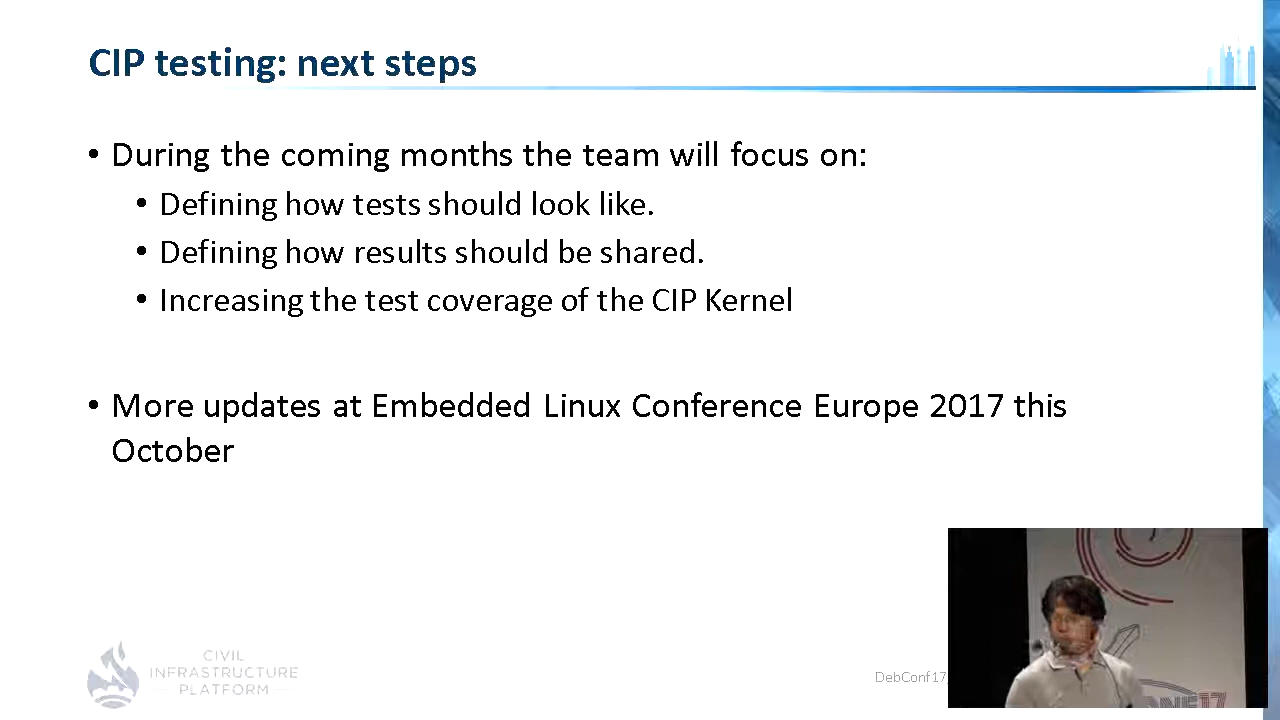 CIP testing: next steps
• During the coming months the team will focus on:
• Defining how tests should look like.
• Defining how results should be shared.
• Increasing the test coverage of the CIP Kernel
• More updates at Embedded Linux Conference Europe 2017 this
October
CIVIL
INFRASTRUCTURE
PLATFORM
DebConf17